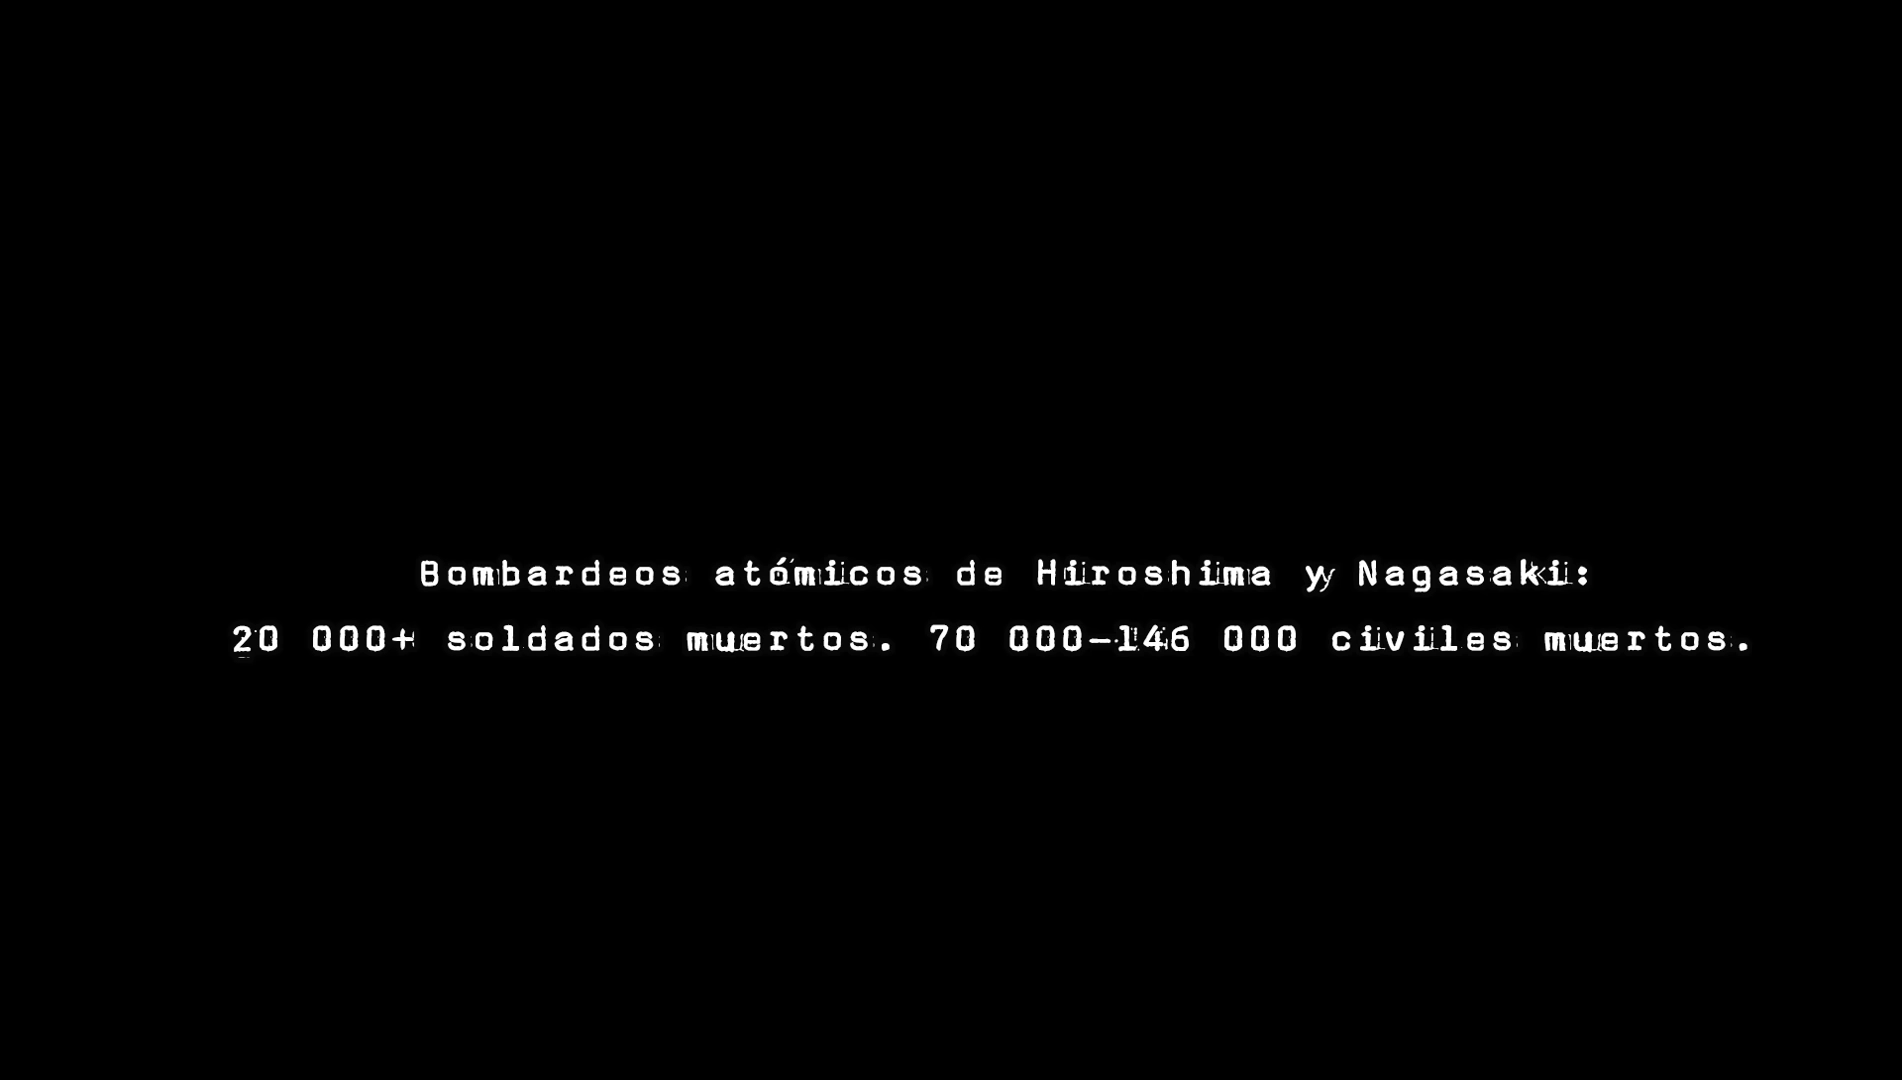 Bombardeos atómicos de Hiroshima y Nagasaki:
20 000+ soldados muertos. 70 000–146 000 civiles muertos.